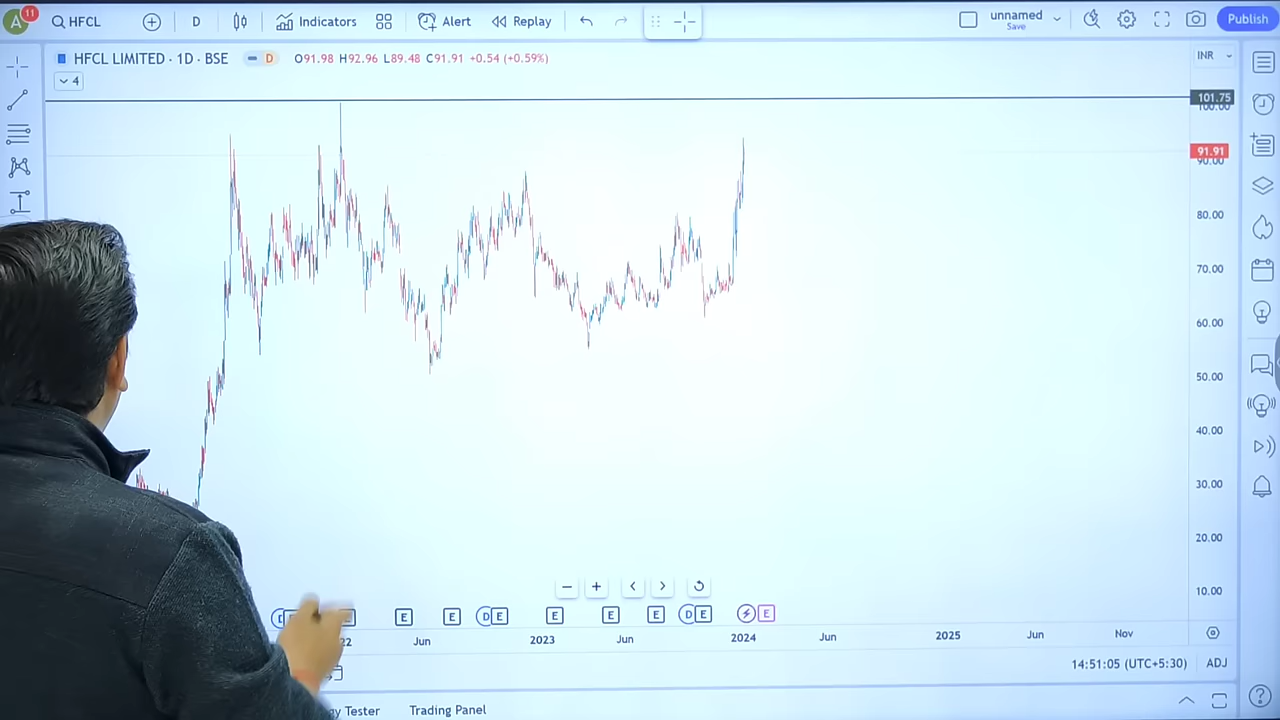 A 11 HFCL D Indicators Alert Replay unnamed Save Publish
HFCL LIMITED · 1D · BSE D O91.98 H92.96 L89.48 C91.91 +0.54 (+0.59%) INR
4
101.75
100.00
91.91
90.00
80.00
70.00
60.00
50.00
40.00
30.00
20.00
10.00
E E D E E E E D E E
22 Jun 2023 Jun 2024 Jun 2025 Jun Nov
14:51:05 (UTC+5:30) ADJ
gy Tester Trading Panel